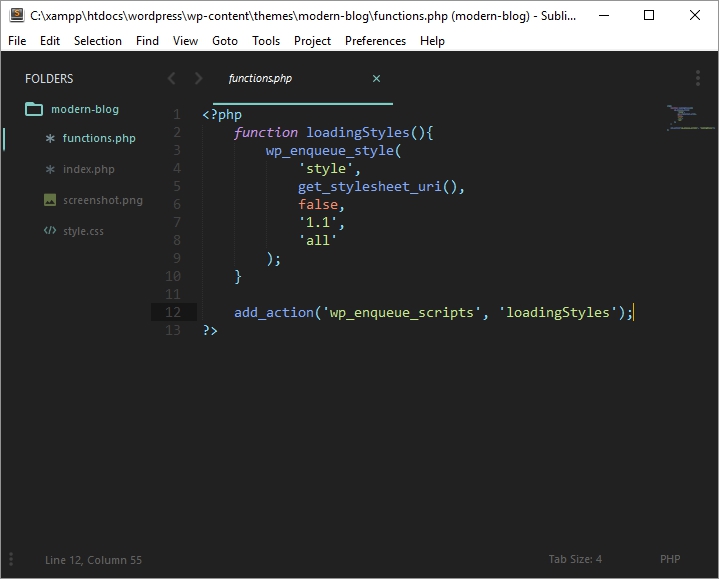 C:\xampp\htdocs\wordpress\wp-content\themes\modern-blog\functions.php (modern-blog) - Subli...
File Edit Selection Find View Goto Tools Project Preferences Help
FOLDERS
modern-blog
functions.php
index.php
screenshot.png
style.css
functions.php
1 <?php
2 function loadingStyles(){
3 wp_enqueue_style(
4 'style',
5 get_stylesheet_uri(),
6 false,
7 '1.1',
8 'all'
9 );
10 }
11
12 add_action('wp_enqueue_scripts', 'loadingStyles');
13 ?>
Line 12, Column 55
Tab Size: 4
PHP